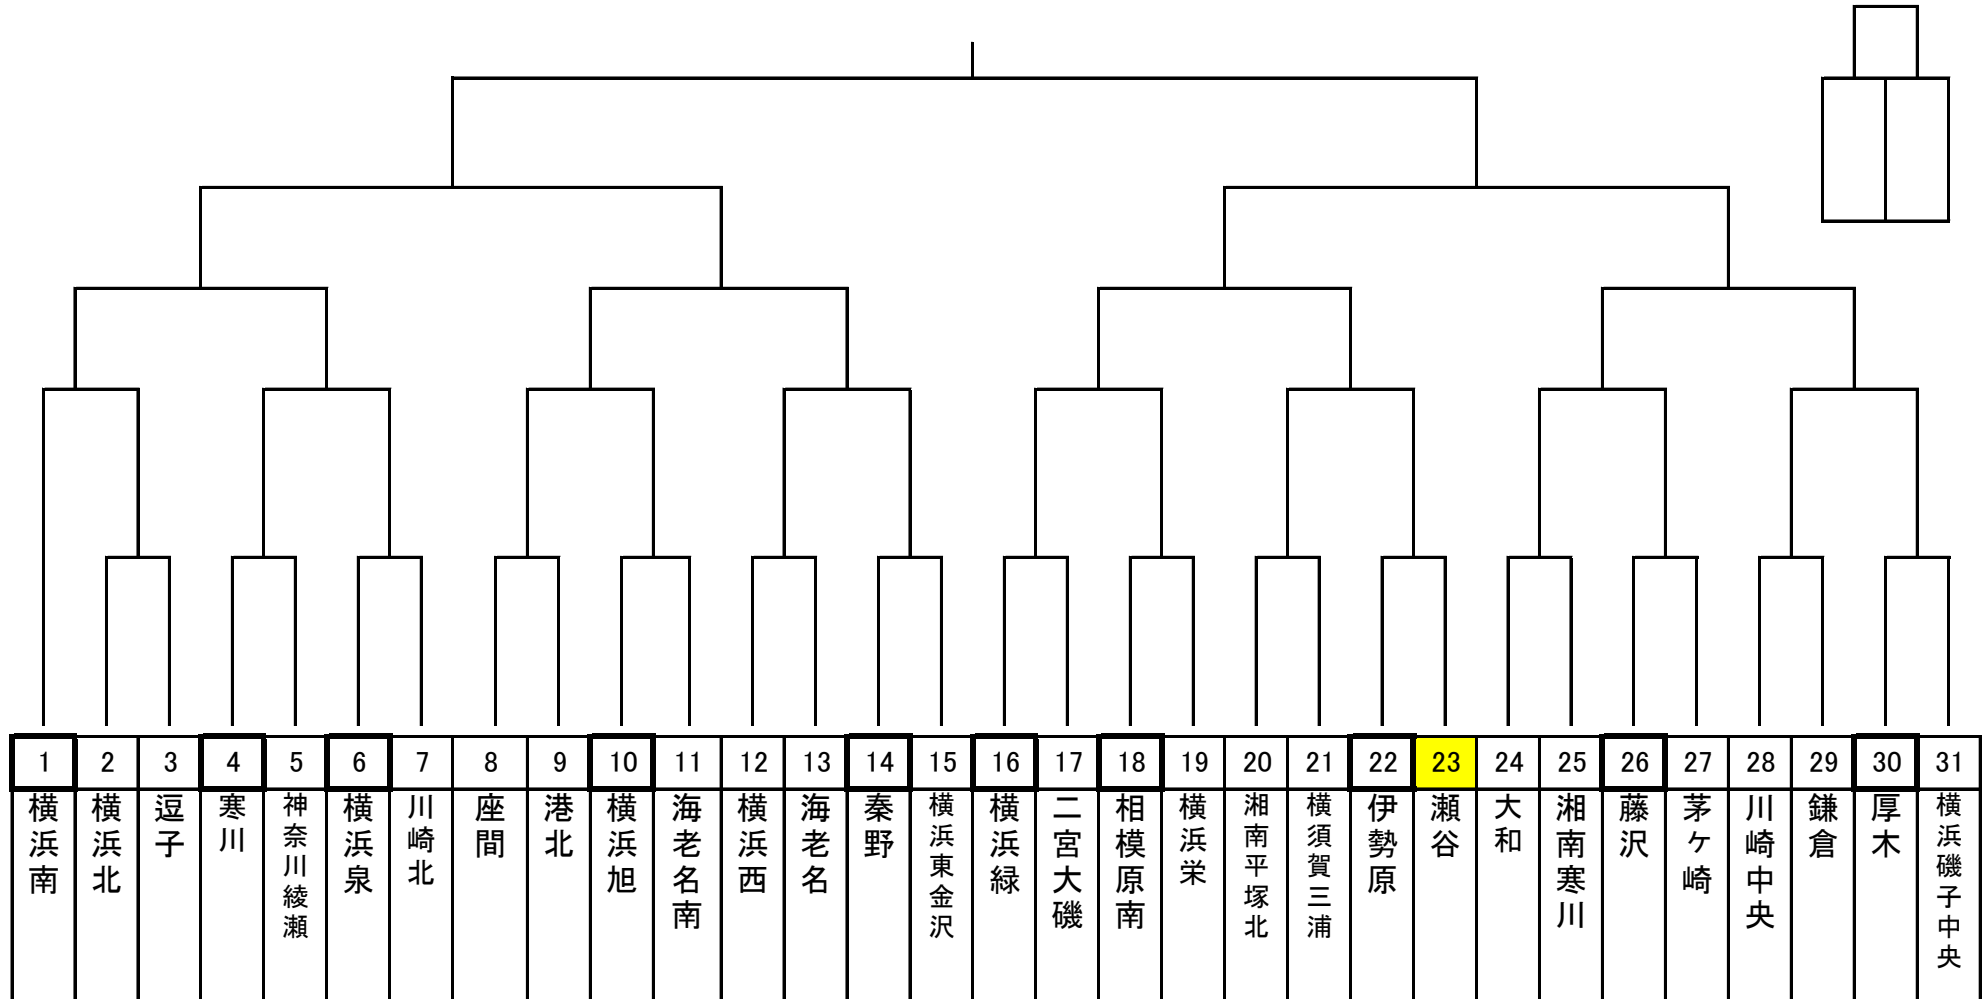 1 2 3 4 5 6 7 8 9 10 11 12 13 14 15 16 17 18 19 20 21 22 23 24 25 26 27 28 29 30 31
横浜南
横浜北
逗子
寒川
神奈川綾瀬
横浜泉
川崎北
座間
港北
横浜旭
海老名南
横浜西
海老名
秦野
横浜東金沢
横浜緑
二宮大磯
相模原南
横浜栄
湘南平塚北
横須賀三浦
伊勢原
瀬谷
大和
湘南寒川
藤沢
茅ケ崎
川崎中央
鎌倉
厚木
横浜磯子中央